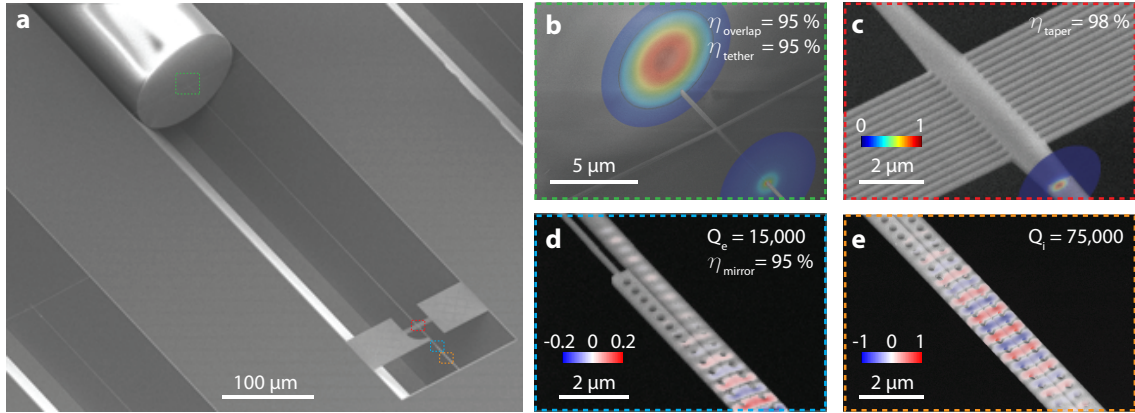 a
100 µm
b
η overlap = 95 %
η tether = 95 %
5 µm
c
η taper = 98 %
0 1
2 µm
d
Q e = 15,000
η mirror = 95 %
-0.2 0 0.2
2 µm
e
Q i = 75,000
-1 0 1
2 µm